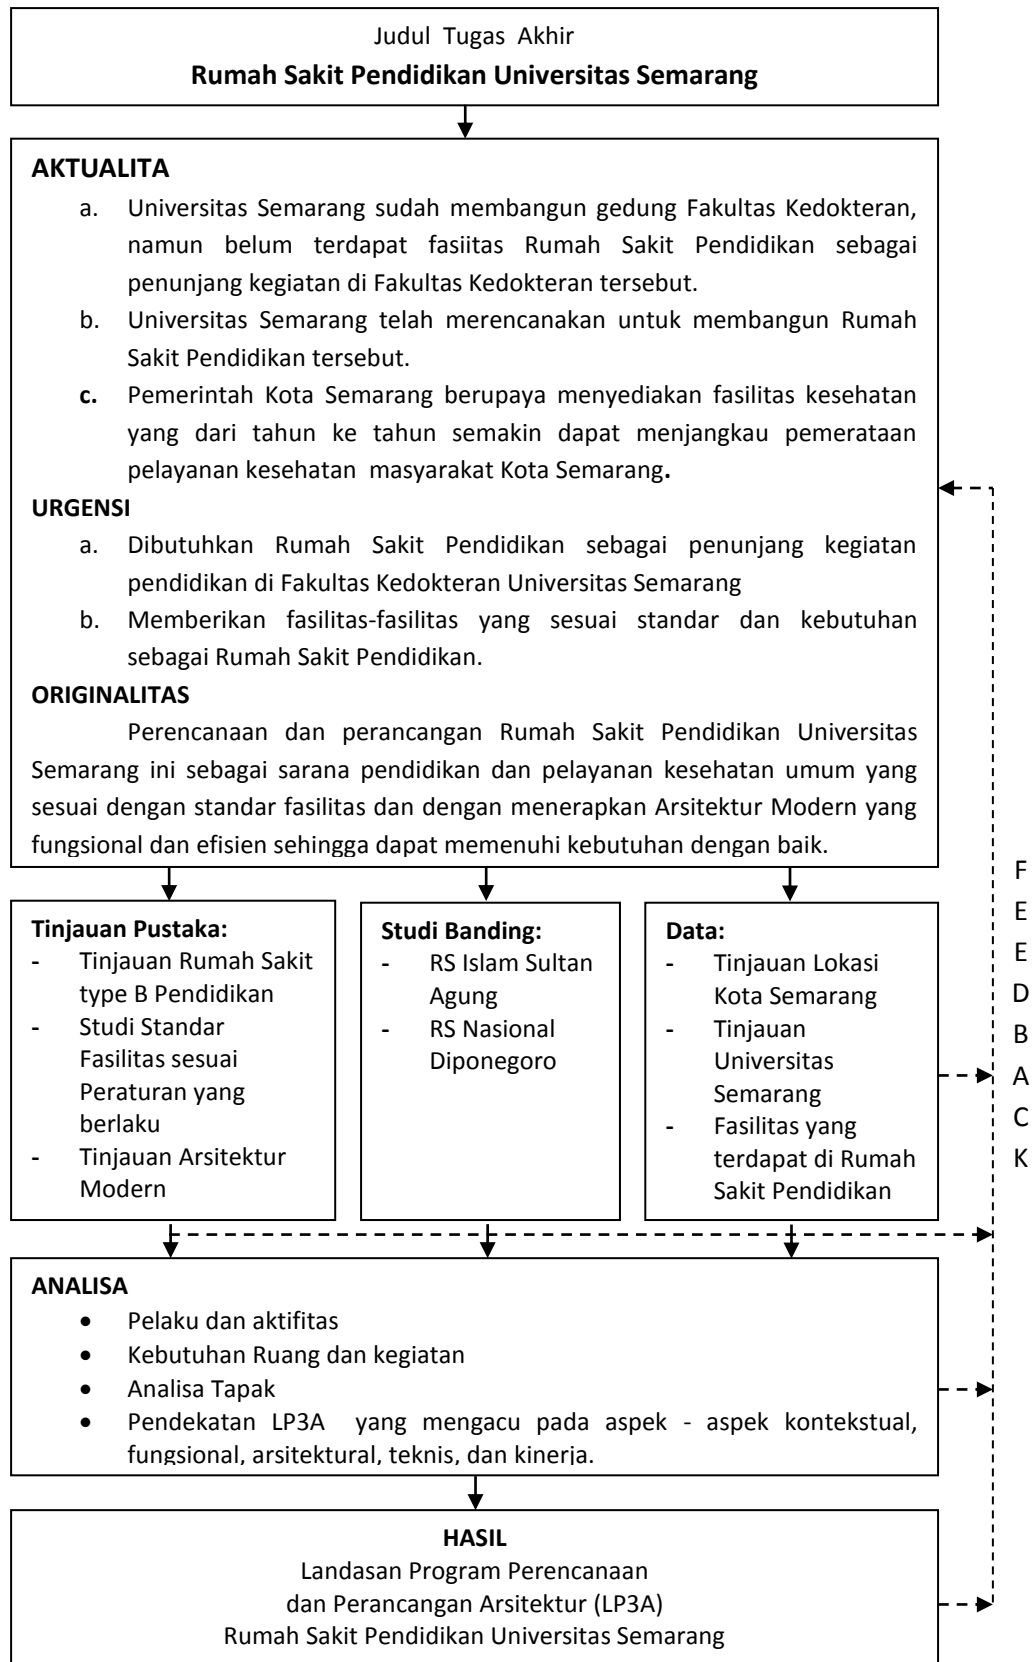 Judul Tugas Akhir
Rumah Sakit Pendidikan Universitas Semarang
AKTUALITA
a. Universitas Semarang sudah membangun gedung Fakultas Kedokteran,
namun belum terdapat fasiitas Rumah Sakit Pendidikan sebagai
penunjang kegiatan di Fakultas Kedokteran tersebut.
b. Universitas Semarang telah merencanakan untuk membangun Rumah
Sakit Pendidikan tersebut.
c. Pemerintah Kota Semarang berupaya menyediakan fasilitas kesehatan
yang dari tahun ke tahun semakin dapat menjangkau pemerataan
pelayanan kesehatan masyarakat Kota Semarang.
URGENSI
a. Dibutuhkan Rumah Sakit Pendidikan sebagai penunjang kegiatan
pendidikan di Fakultas Kedokteran Universitas Semarang
b. Memberikan fasilitas-fasilitas yang sesuai standar dan kebutuhan
sebagai Rumah Sakit Pendidikan.
ORIGINALITAS
Perencanaan dan perancangan Rumah Sakit Pendidikan Universitas
Semarang ini sebagai sarana pendidikan dan pelayanan kesehatan umum yang
sesuai dengan standar fasilitas dan dengan menerapkan Arsitektur Modern yang
fungsional dan efisien sehingga dapat memenuhi kebutuhan dengan baik.
Tinjauan Pustaka:
- Tinjauan Rumah Sakit
type B Pendidikan
- Studi Standar
Fasilitas sesuai
Peraturan yang
berlaku
- Tinjauan Arsitektur
Modern
Studi Banding:
- RS Islam Sultan
Agung
- RS Nasional
Diponegoro
Data:
- Tinjauan Lokasi
Kota Semarang
- Tinjauan
Universitas
Semarang
- Fasilitas yang
terdapat di Rumah
Sakit Pendidikan
F
E
E
D
B
A
C
K
ANALISA
• Pelaku dan aktifitas
• Kebutuhan Ruang dan kegiatan
• Analisa Tapak
• Pendekatan LP3A yang mengacu pada aspek - aspek kontekstual,
fungsional, arsitektural, teknis, dan kinerja.
HASIL
Landasan Program Perencanaan
dan Perancangan Arsitektur (LP3A)
Rumah Sakit Pendidikan Universitas Semarang